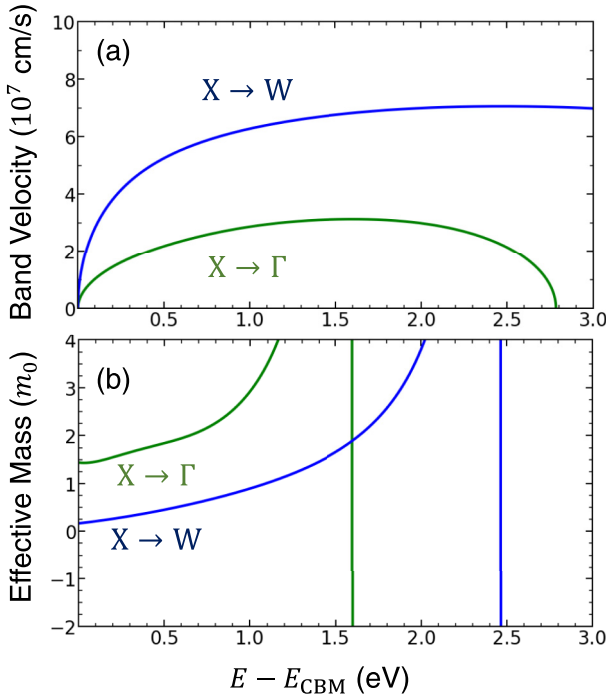 Band Velocity (10⁷ cm/s)
10
8
6
4
2
0
(a)
X → W
X → Γ
0.5 1.0 1.5 2.0 2.5 3.0
Effective Mass (m₀)
4
3
2
1
0
−1
−2
(b)
X → Γ
X → W
0.5 1.0 1.5 2.0 2.5 3.0
E − E_CBM (eV)